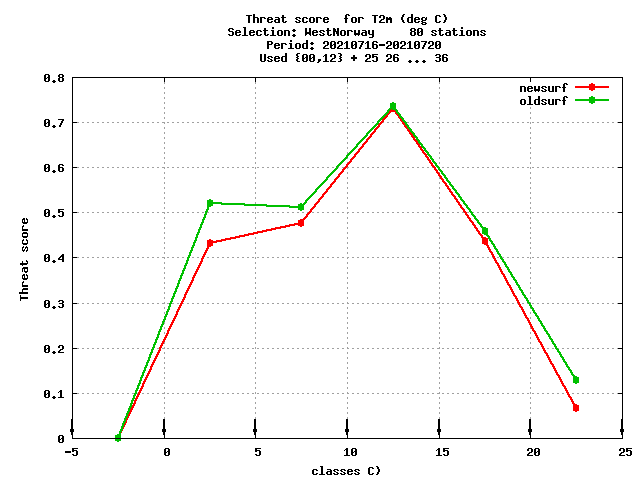 Threat score  for T2m (deg C)
Selection: WestNorway     80 stations
Period: 20210716-20210720
Used {00,12} + 25 26 ... 36
newsurf
oldsurf
0.8
0.7
0.6
0.5
0.4
0.3
0.2
0.1
0
Threat score
-5 0 5 10 15 20 25
classes C)